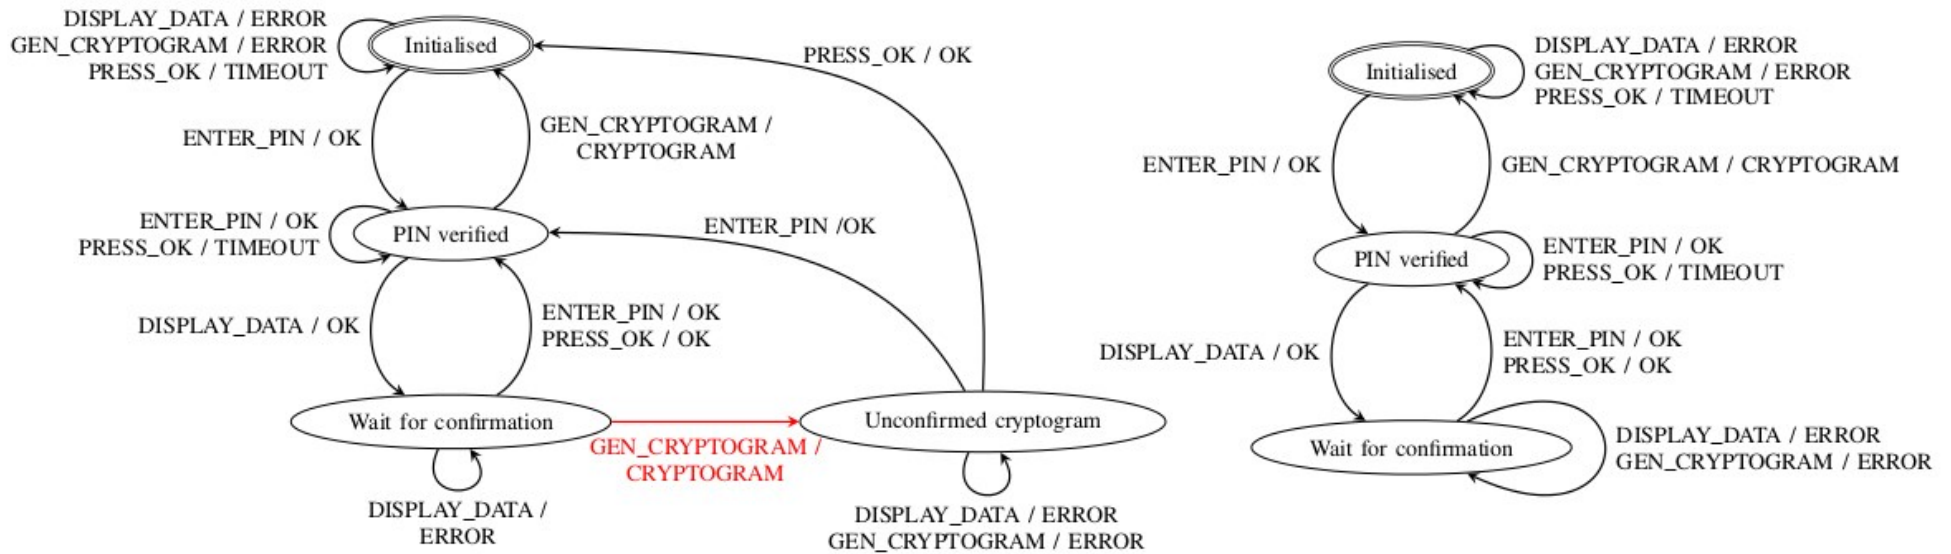 DISPLAY_DATA / ERROR
GEN_CRYPTOGRAM / ERROR
PRESS_OK / TIMEOUT
Initialised
PRESS_OK / OK
ENTER_PIN / OK
GEN_CRYPTOGRAM /
CRYPTOGRAM
ENTER_PIN / OK
PRESS_OK / TIMEOUT
PIN verified
ENTER_PIN /OK
DISPLAY_DATA / OK
ENTER_PIN / OK
PRESS_OK / OK
Wait for confirmation
GEN_CRYPTOGRAM /
CRYPTOGRAM
Unconfirmed cryptogram
DISPLAY_DATA /
ERROR
DISPLAY_DATA / ERROR
GEN_CRYPTOGRAM / ERROR
Initialised
DISPLAY_DATA / ERROR
GEN_CRYPTOGRAM / ERROR
PRESS_OK / TIMEOUT
ENTER_PIN / OK
GEN_CRYPTOGRAM / CRYPTOGRAM
PIN verified
ENTER_PIN / OK
PRESS_OK / TIMEOUT
DISPLAY_DATA / OK
ENTER_PIN / OK
PRESS_OK / OK
Wait for confirmation
DISPLAY_DATA / ERROR
GEN_CRYPTOGRAM / ERROR